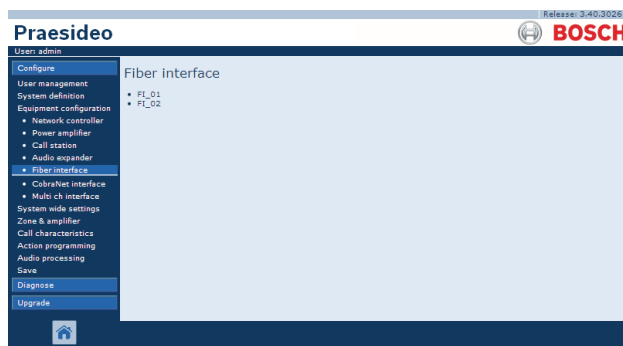 Release: 3.40.3026
Praesideo
BOSCH
User: admin
Configure
User management
System definition
Equipment configuration
• Network controller
• Power amplifier
• Call station
• Audio expander
• Fiber interface
• CobraNet interface
• Multi ch interface
System wide settings
Zone & amplifier
Call characteristics
Action programming
Audio processing
Save
Diagnose
Upgrade
Fiber interface
• FI_01
• FI_02